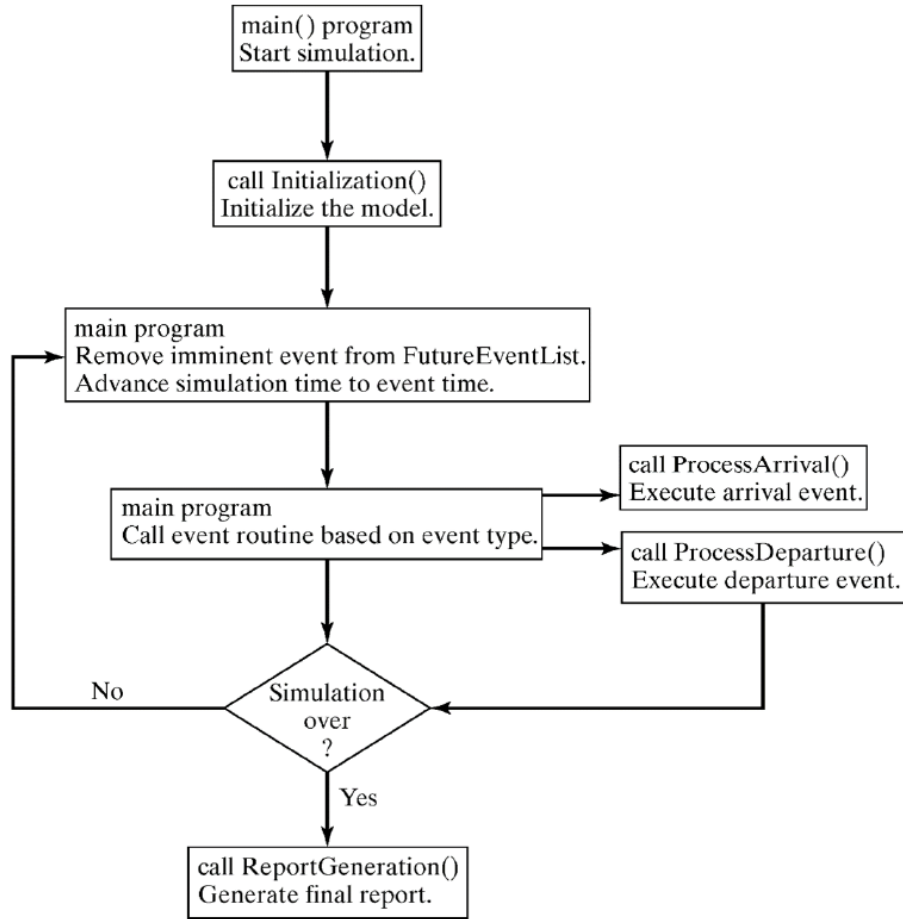 main() program
Start simulation.
call Initialization()
Initialize the model.
main program
Remove imminent event from FutureEventList.
Advance simulation time to event time.
main program
Call event routine based on event type.
call ProcessArrival()
Execute arrival event.
call ProcessDeparture()
Execute departure event.
Simulation
over
?
No
Yes
call ReportGeneration()
Generate final report.